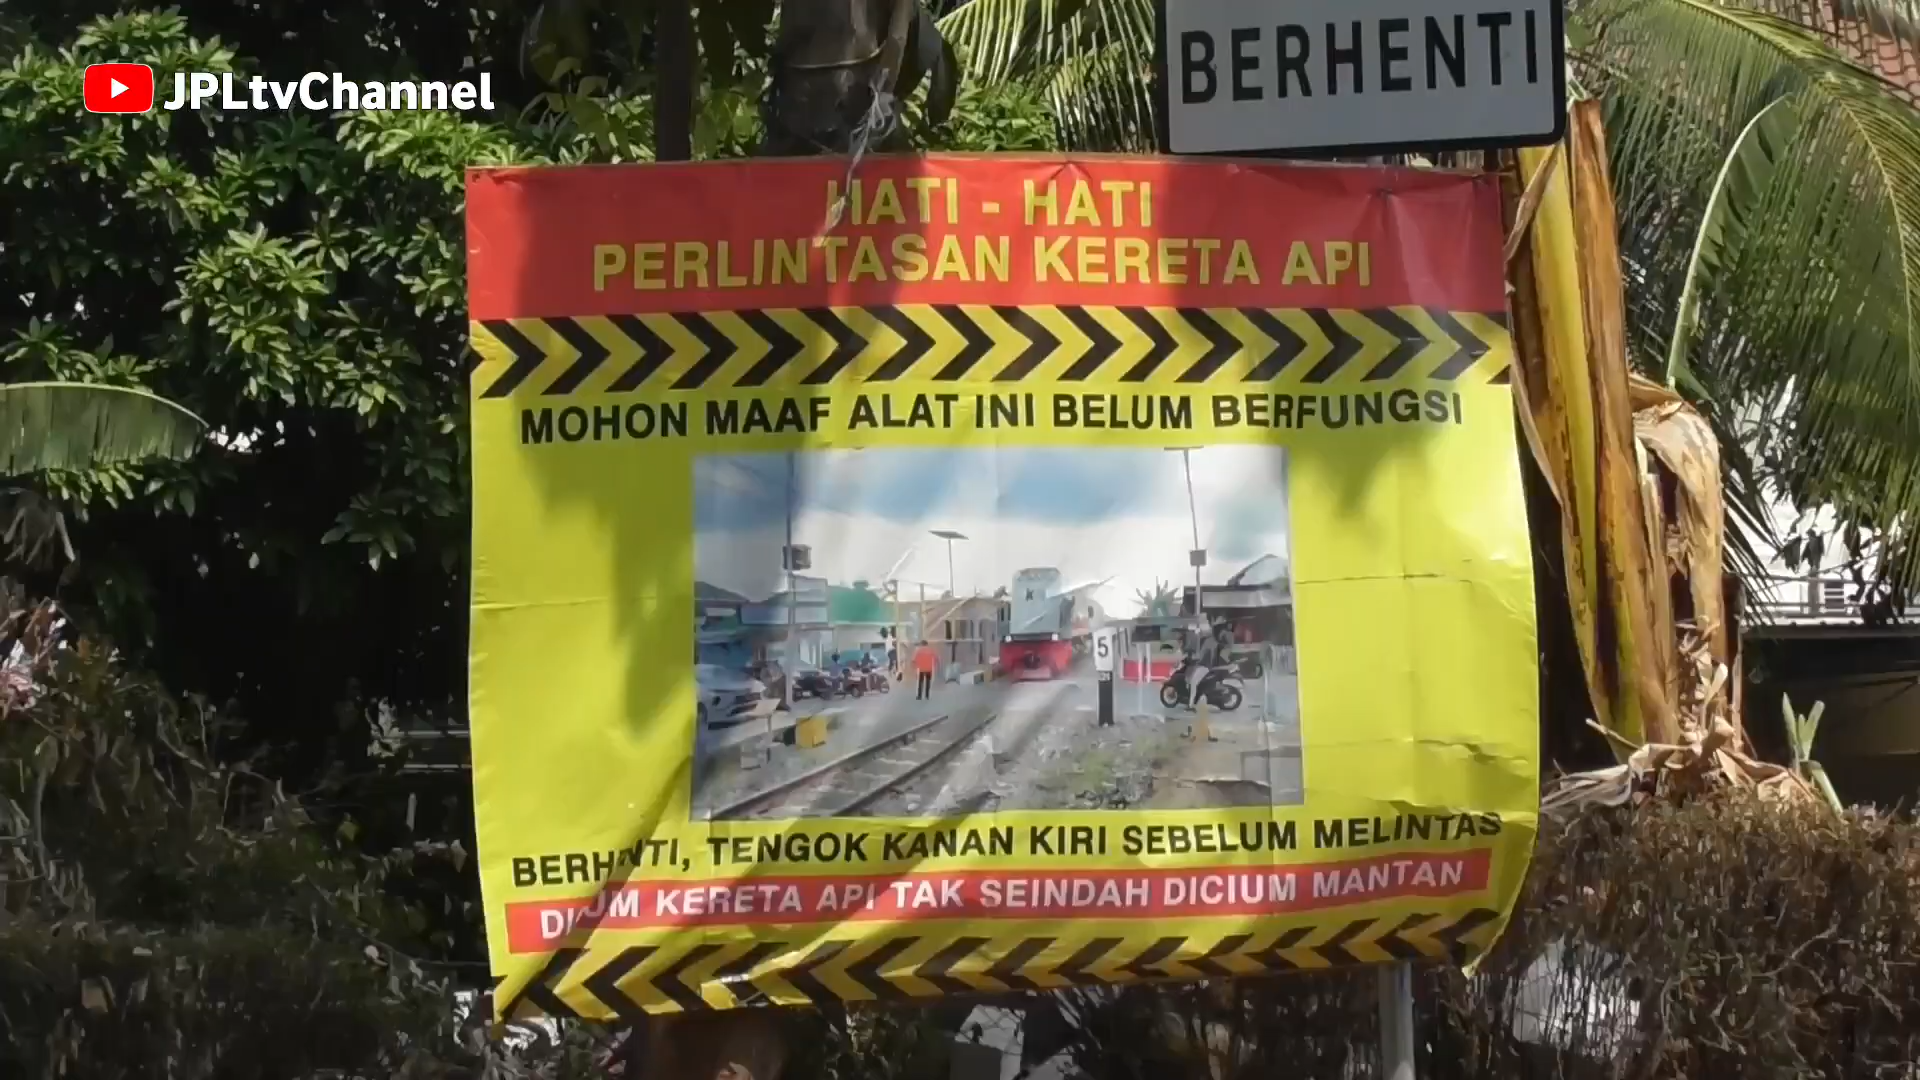 JPLtvChannel
BERHENTI
HATI - HATI
PERLINTASAN KERETA API
MOHON MAAF ALAT INI BELUM BERFUNGSI
5
BERHENTI, TENGOK KANAN KIRI SEBELUM MELINTAS
DICIUM KERETA API TAK SEINDAH DICIUM MANTAN